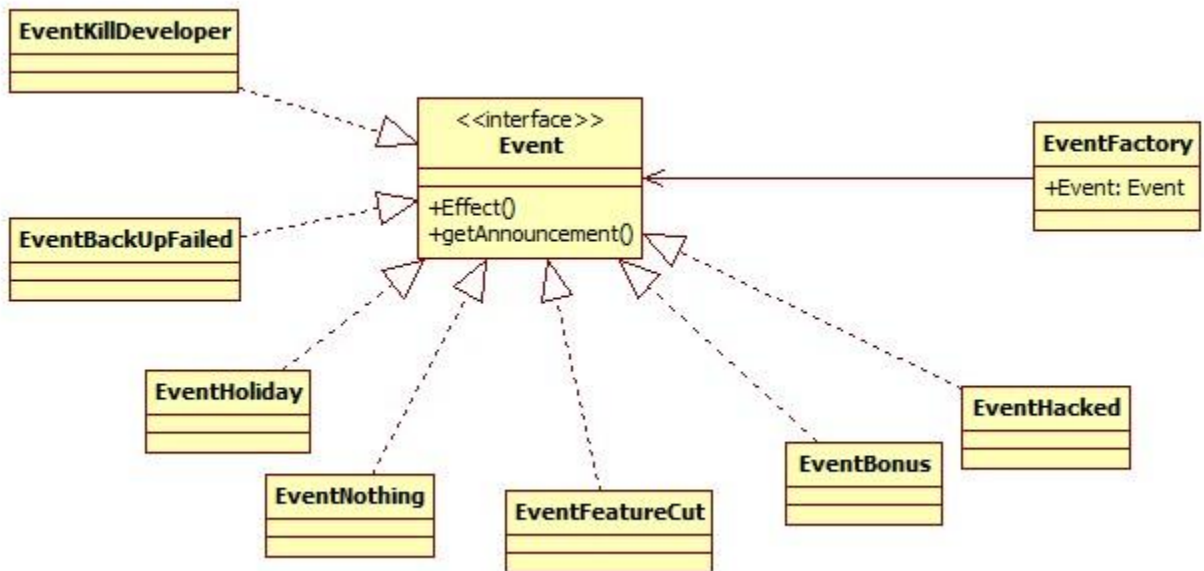 EventKillDeveloper
<<interface>>
Event
+Effect()
+getAnnouncement()
EventFactory
+Event: Event
EventBackUpFailed
EventHoliday
EventHacked
EventBonus
EventNothing
EventFeatureCut